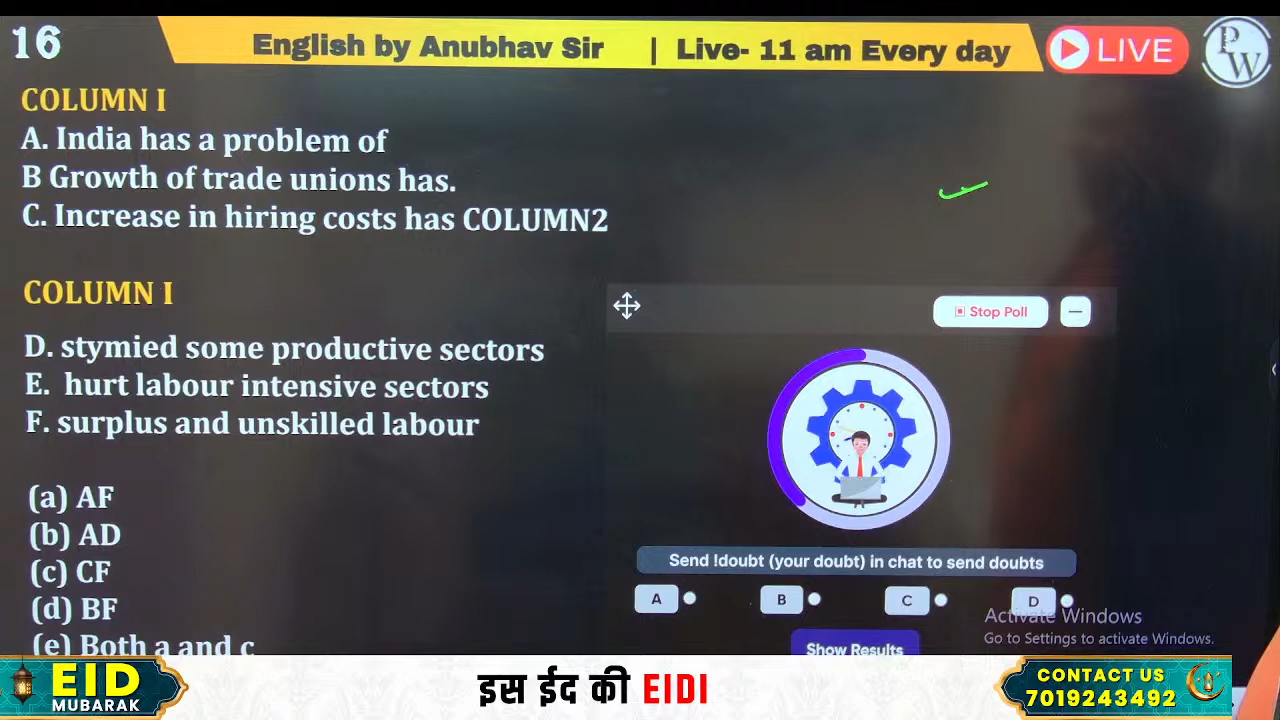 16
English by Anubhav Sir | Live- 11 am Every day
LIVE
PW
COLUMN I
A. India has a problem of
B Growth of trade unions has.
C. Increase in hiring costs has COLUMN2
COLUMN I
D. stymied some productive sectors
E. hurt labour intensive sectors
F. surplus and unskilled labour
(a) AF
(b) AD
(c) CF
(d) BF
(e) Both a and c
Stop Poll
Send !doubt (your doubt) in chat to send doubts
A B C D
Show Results
Activate Windows
Go to Settings to activate Windows.
EID
MUBARAK
इस ईद की EIDI
CONTACT US
7019243492